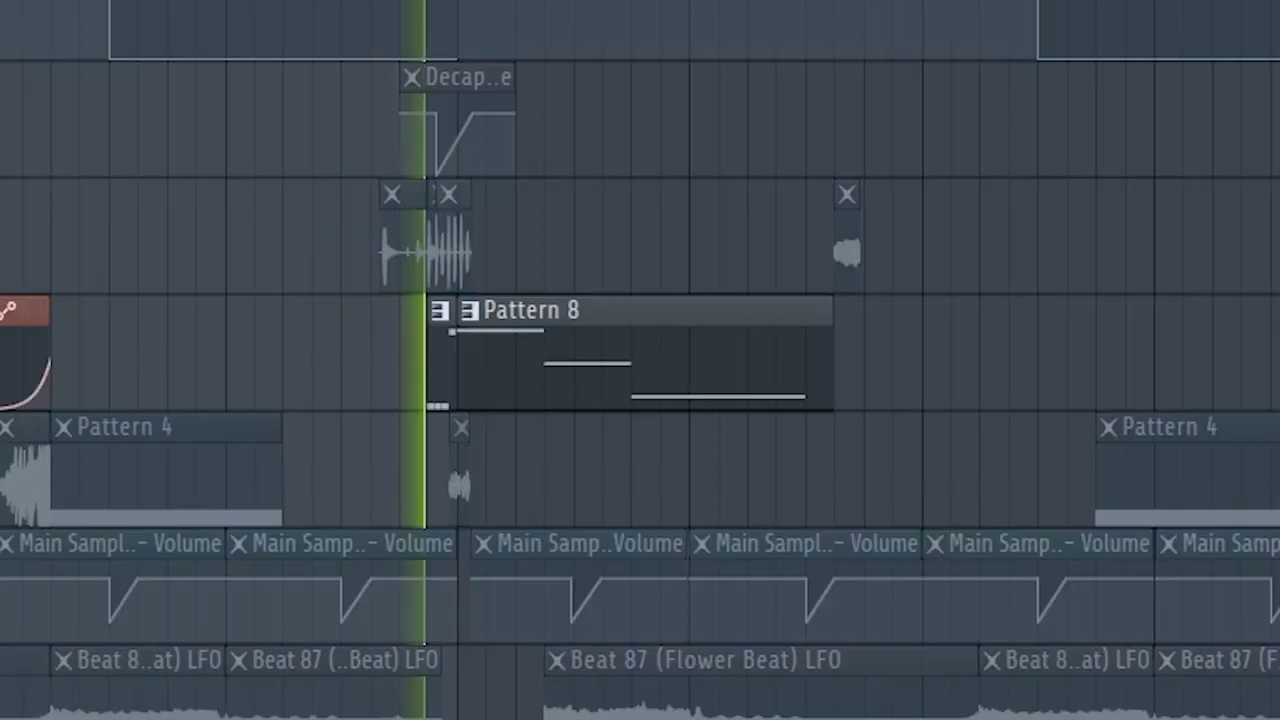 Decap..e
Pattern 8
Pattern 4
Pattern 4
Main Sampl..- Volume
Main Samp..- Volume
Main Samp..Volume
Main Sampl..- Volume
Main Samp..- Volume
Main Samp
Beat 8..at) LFO
Beat 87 (..Beat) LFO
Beat 87 (Flower Beat) LFO
Beat 8..at) LFO
Beat 87 (F